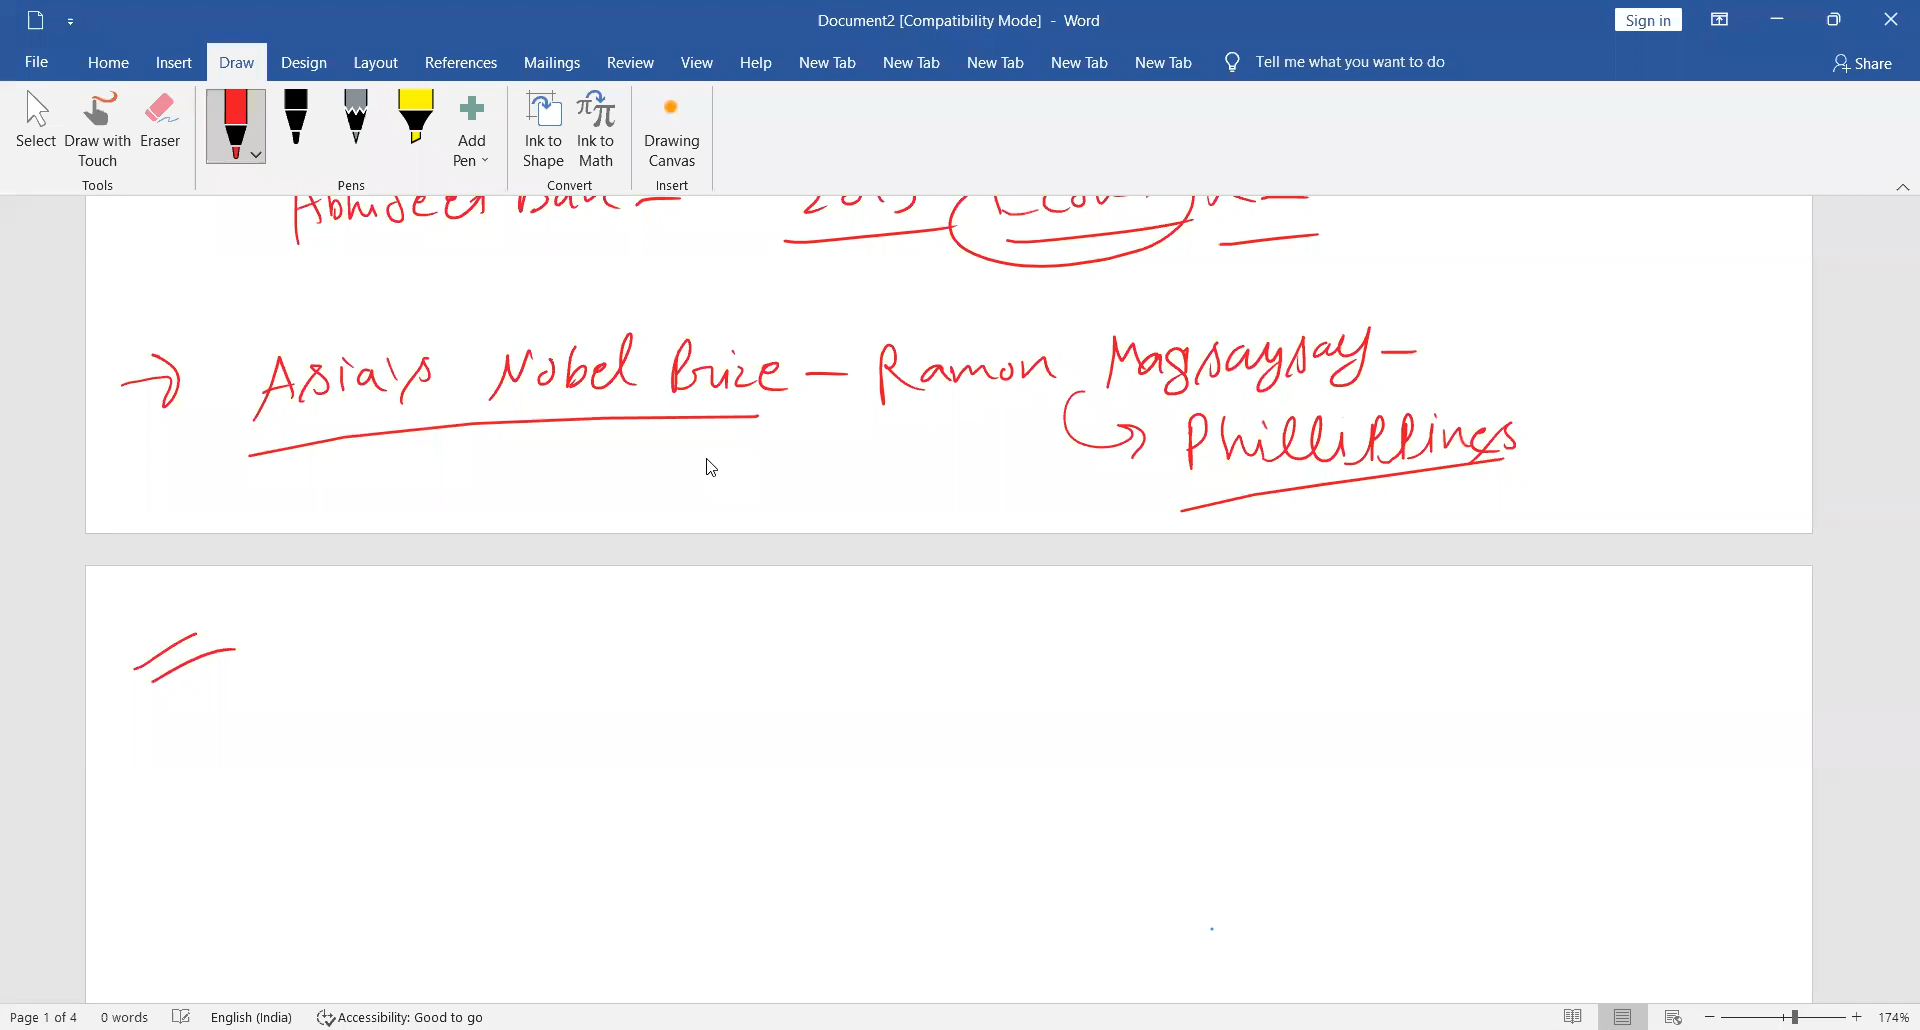 Document2 [Compatibility Mode] - Word
Sign in
File Home Insert Draw Design Layout References Mailings Review View Help New Tab New Tab New Tab New Tab New Tab Tell me what you want to do Share
Select Draw with Touch Eraser Add Pen Ink to Shape Ink to Math Drawing Canvas
Tools Pens Convert Insert
2019
→ Asia's Nobel Prize – Ramon Magsaysay –
Phillippines
Page 1 of 4 0 words English (India) Accessibility: Good to go 174%